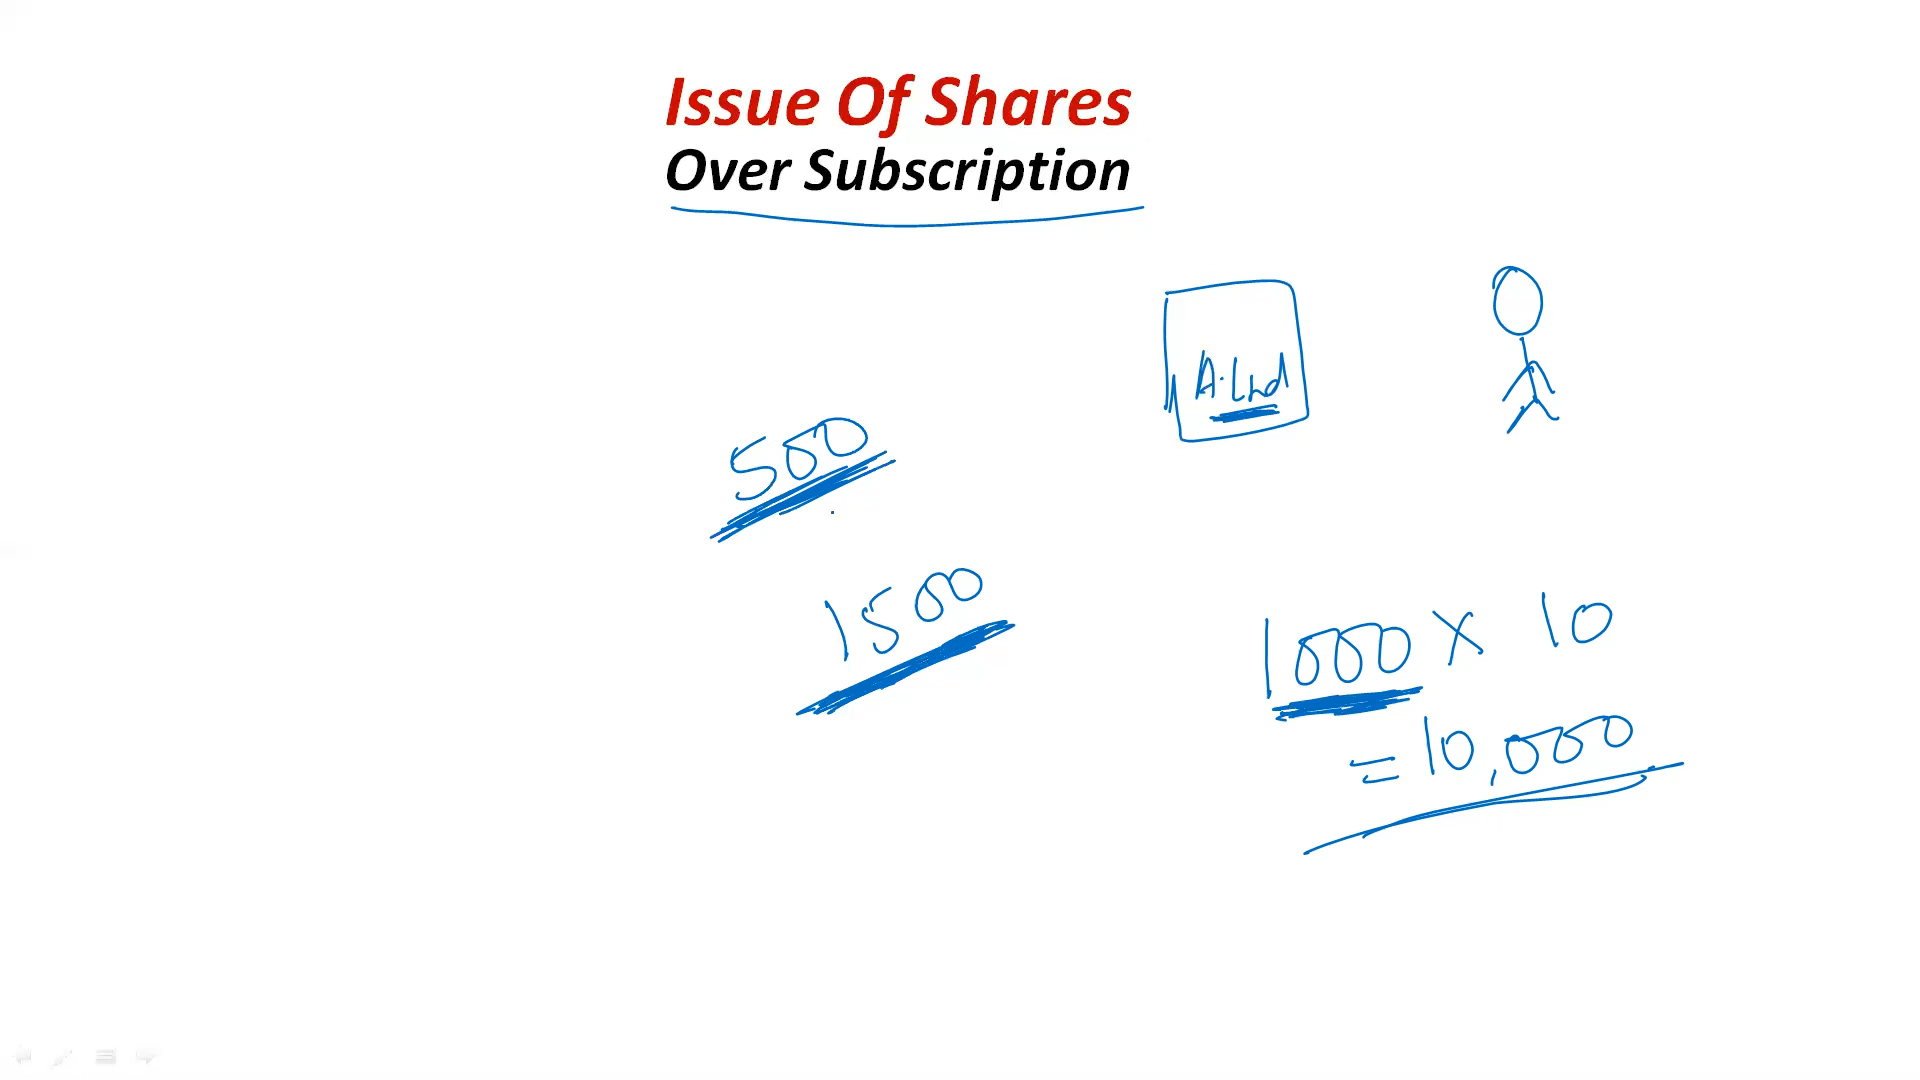 Issue Of Shares
Over Subscription
A. Ltd
500
1500
1000 x 10
= 10,000